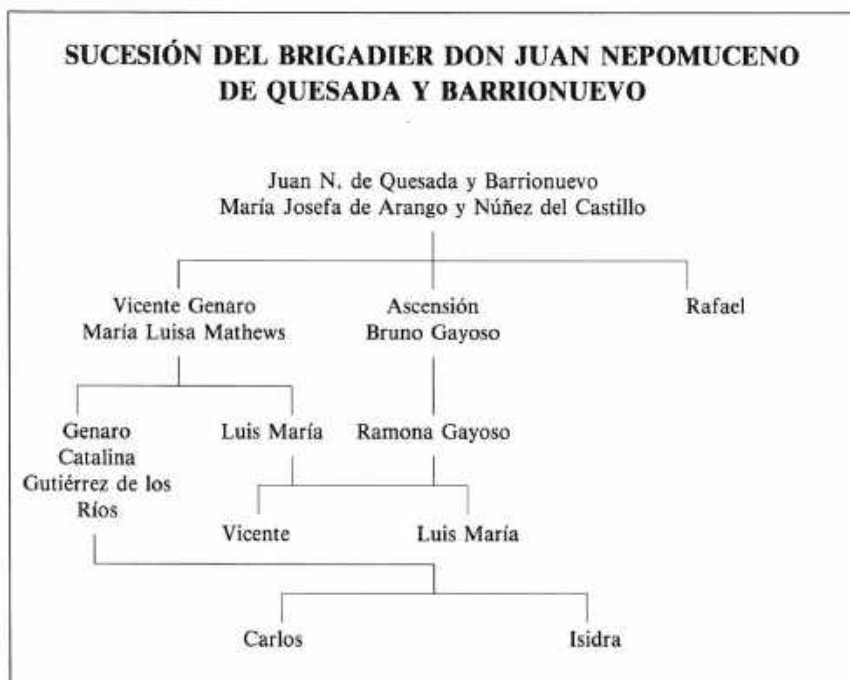 SUCESIÓN DEL BRIGADIER DON JUAN NEPOMUCENO
DE QUESADA Y BARRIONUEVO
Juan N. de Quesada y Barrionuevo
María Josefa de Arango y Núñez del Castillo
Vicente Genaro
María Luisa Mathews
Ascensión
Bruno Gayoso
Rafael
Genaro
Catalina
Gutiérrez de los
Ríos
Luis María
Ramona Gayoso
Vicente
Luis María
Carlos
Isidra